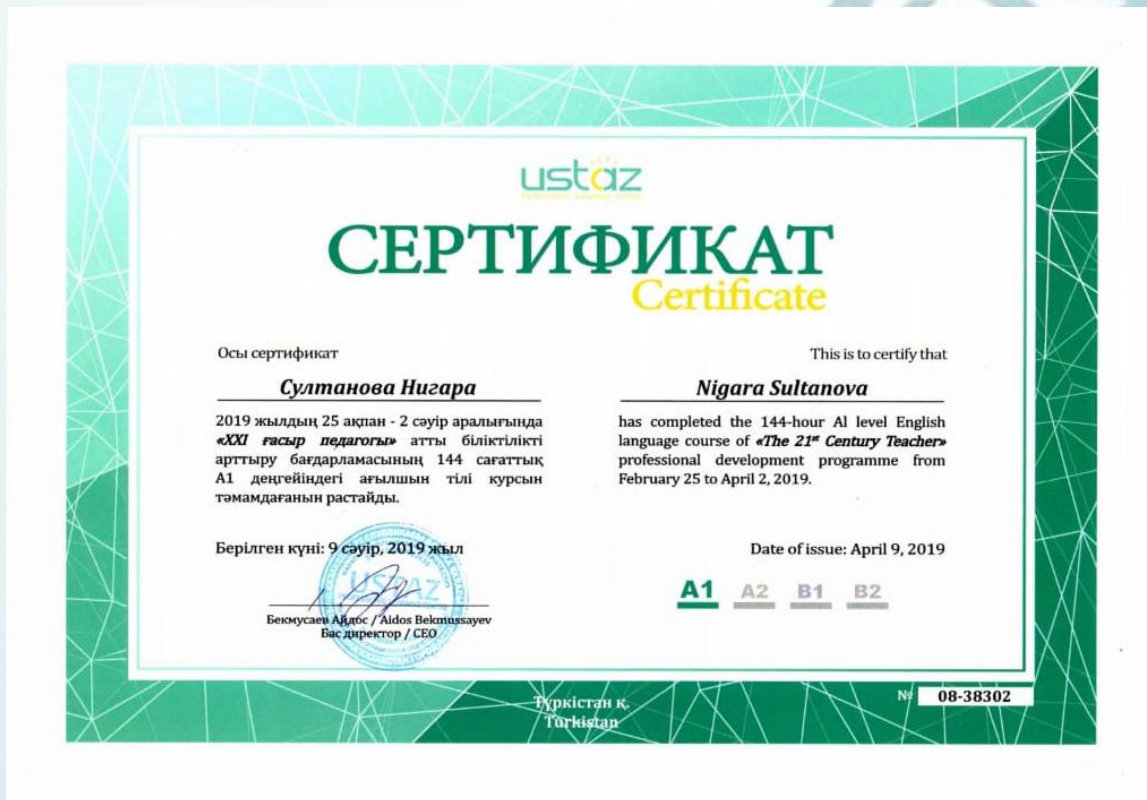 ustaz
СЕРТИФИКАТ
Certificate
Осы сертификат
Султанова Нигара
2019 жылдың 25 ақпан - 2 сәуір аралығында
«XXI ғасыр педагогы» атты біліктілікті
арттыру бағдарламасының 144 сағаттық
А1 деңгейіндегі ағылшын тілі курсын
тәмамдағанын растайды.
Берілген күні: 9 сәуір, 2019 жыл
USTAZ
Бекмусаев Айдос / Aidos Bekmussayev
Бас директор / CEO
This is to certify that
Nigara Sultanova
has completed the 144-hour Al level English
language course of «The 21st Century Teacher»
professional development programme from
February 25 to April 2, 2019.
Date of issue: April 9, 2019
A1 A2 B1 B2
Түркістан қ.
Turkistan
№ 08-38302